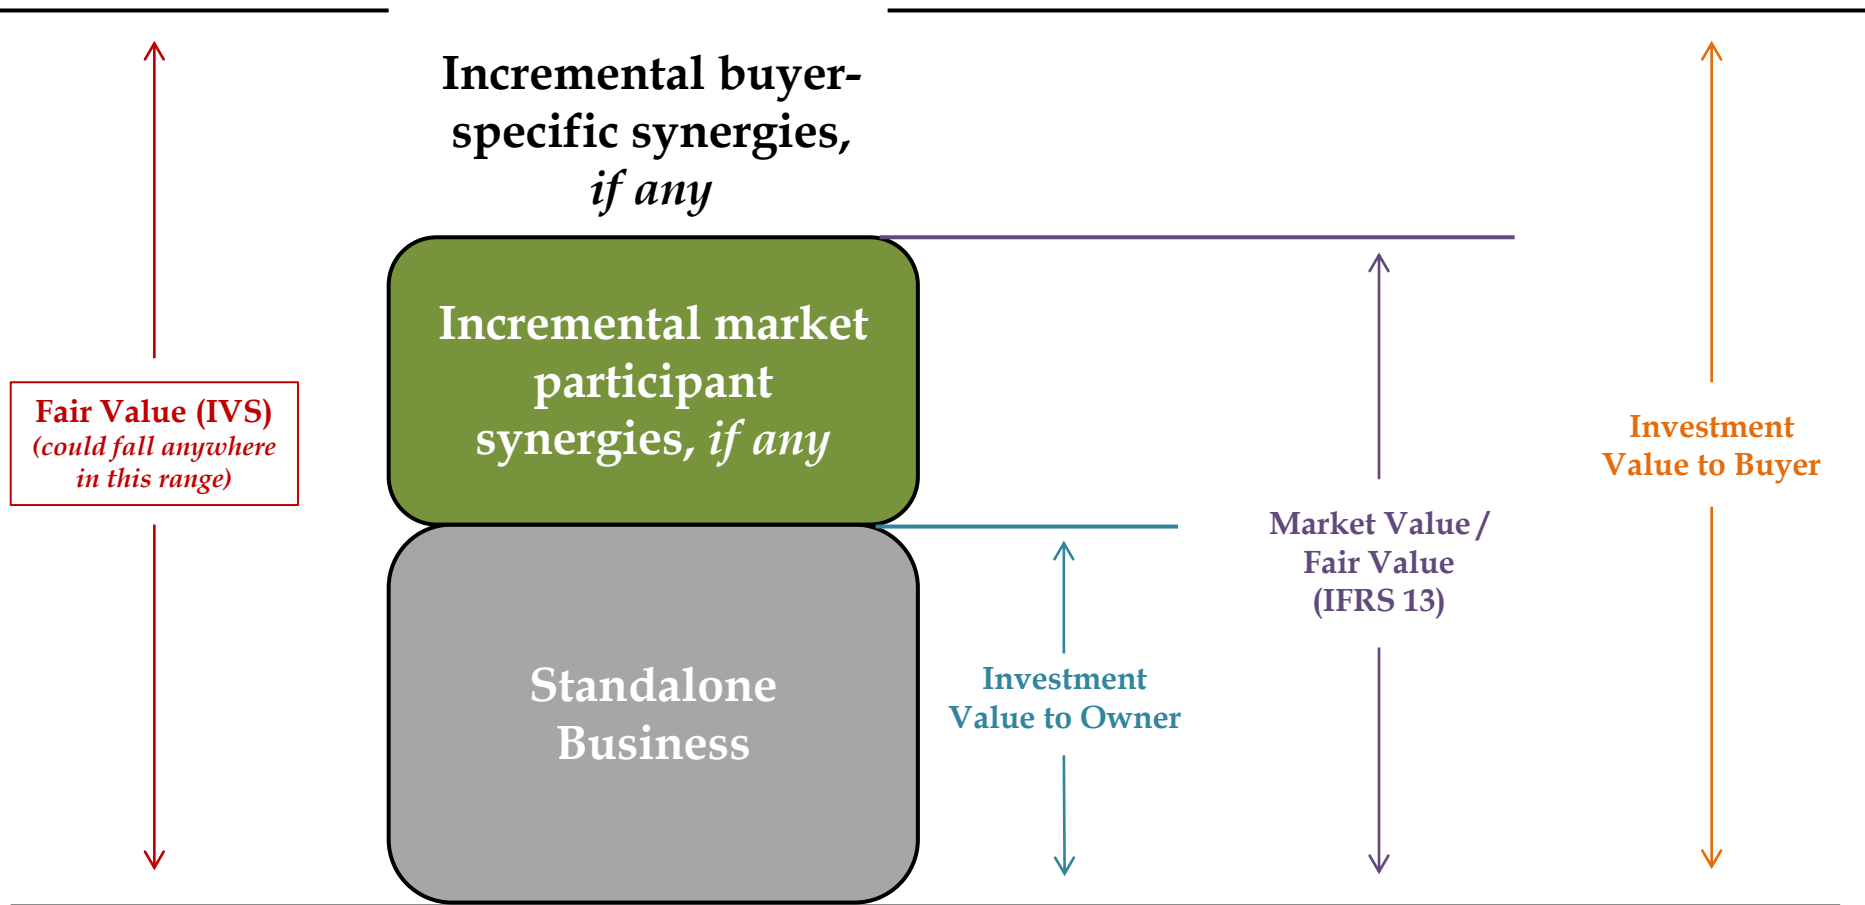 Incremental buyer-
specific synergies,
if any
Incremental market
participant
synergies, if any
Standalone
Business
Fair Value (IVS)
(could fall anywhere
in this range)
Investment
Value to Owner
Market Value /
Fair Value
(IFRS 13)
Investment
Value to Buyer